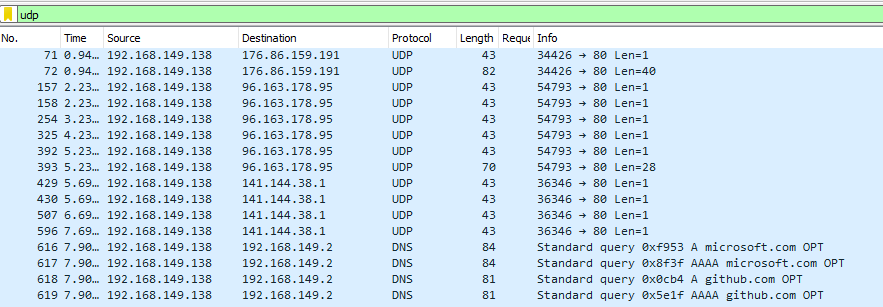 udp
No. Time Source Destination Protocol Length Reque Info
71 0.94… 192.168.149.138 176.86.159.191 UDP 43 34426 → 80 Len=1
72 0.94… 192.168.149.138 176.86.159.191 UDP 82 34426 → 80 Len=40
157 2.23… 192.168.149.138 96.163.178.95 UDP 43 54793 → 80 Len=1
158 2.23… 192.168.149.138 96.163.178.95 UDP 43 54793 → 80 Len=1
254 3.23… 192.168.149.138 96.163.178.95 UDP 43 54793 → 80 Len=1
325 4.23… 192.168.149.138 96.163.178.95 UDP 43 54793 → 80 Len=1
392 5.23… 192.168.149.138 96.163.178.95 UDP 43 54793 → 80 Len=1
393 5.23… 192.168.149.138 96.163.178.95 UDP 70 54793 → 80 Len=28
429 5.69… 192.168.149.138 141.144.38.1 UDP 43 36346 → 80 Len=1
430 5.69… 192.168.149.138 141.144.38.1 UDP 43 36346 → 80 Len=1
507 6.69… 192.168.149.138 141.144.38.1 UDP 43 36346 → 80 Len=1
596 7.69… 192.168.149.138 141.144.38.1 UDP 43 36346 → 80 Len=1
616 7.90… 192.168.149.138 192.168.149.2 DNS 84 Standard query 0xf953 A microsoft.com OPT
617 7.90… 192.168.149.138 192.168.149.2 DNS 84 Standard query 0x8f3f AAAA microsoft.com OPT
618 7.90… 192.168.149.138 192.168.149.2 DNS 81 Standard query 0x0cb4 A github.com OPT
619 7.90… 192.168.149.138 192.168.149.2 DNS 81 Standard query 0x5e1f AAAA github.com OPT